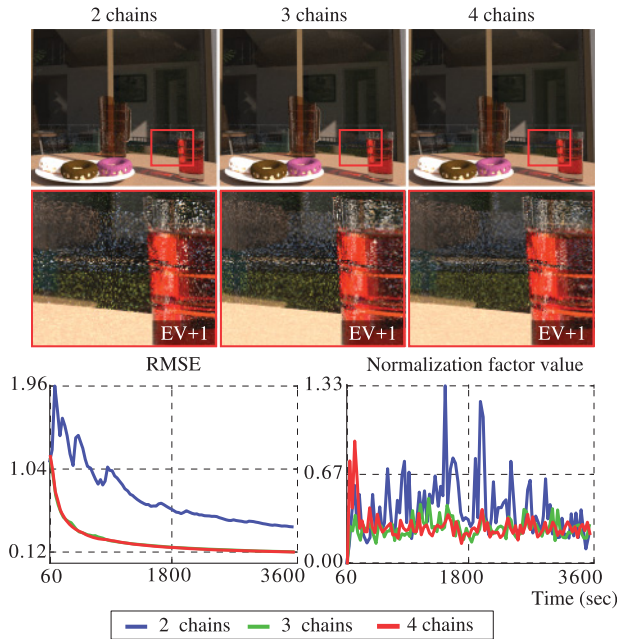 2 chains 3 chains 4 chains
EV+1 EV+1 EV+1
RMSE
1.96
1.04
0.12
60 1800 3600
Normalization factor value
1.33
0.67
0.00
60 1800 3600
Time (sec)
2 chains 3 chains 4 chains